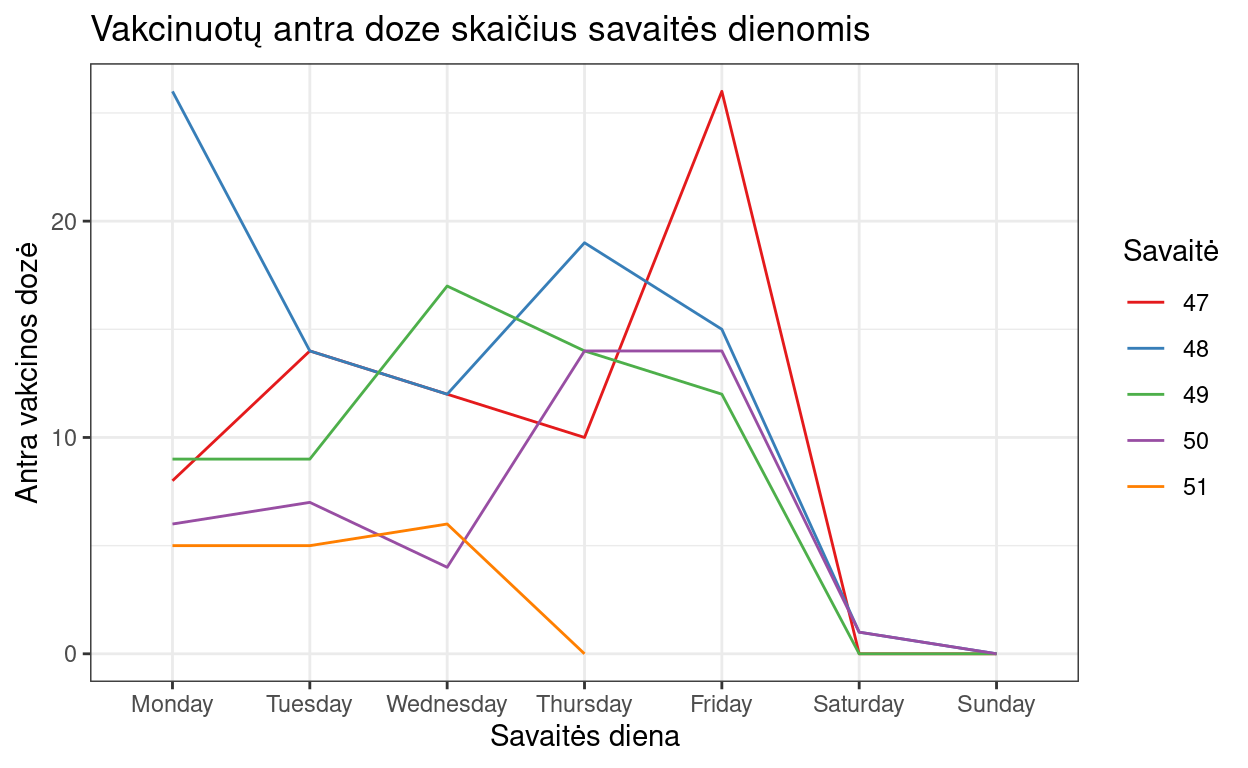 Vakcinuotų antra doze skaičius savaitės dienomis
Antra vakcinos dozė
20
10
0
Monday Tuesday Wednesday Thursday Friday Saturday Sunday
Savaitės diena
Savaitė
47
48
49
50
51